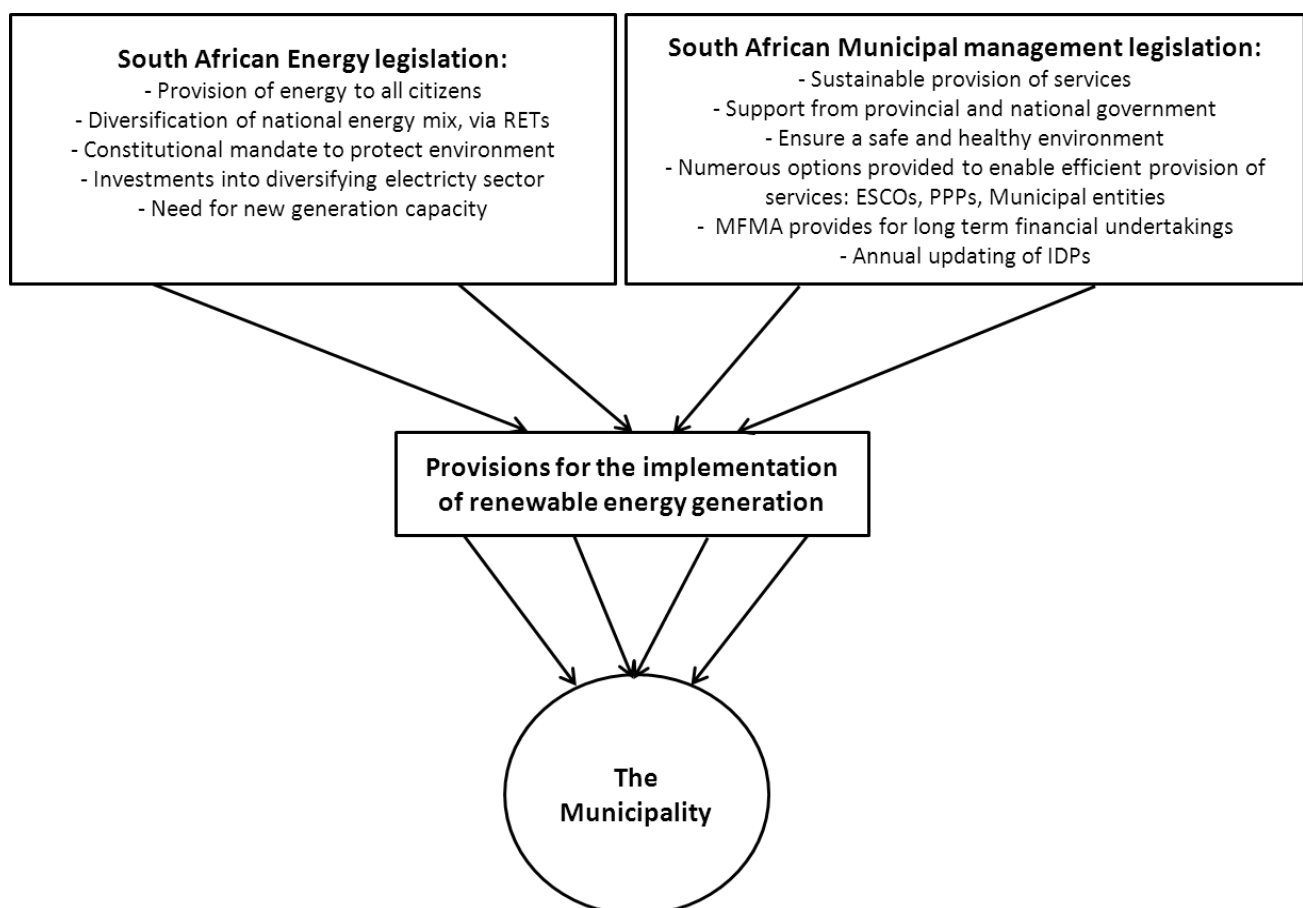 South African Energy legislation:
- Provision of energy to all citizens
- Diversification of national energy mix, via RETs
- Constitutional mandate to protect environment
- Investments into diversifying electricty sector
- Need for new generation capacity
South African Municipal management legislation:
- Sustainable provision of services
- Support from provincial and national government
- Ensure a safe and healthy environment
- Numerous options provided to enable efficient provision of
services: ESCOs, PPPs, Municipal entities
- MFMA provides for long term financial undertakings
- Annual updating of IDPs
Provisions for the implementation
of renewable energy generation
The
Municipality